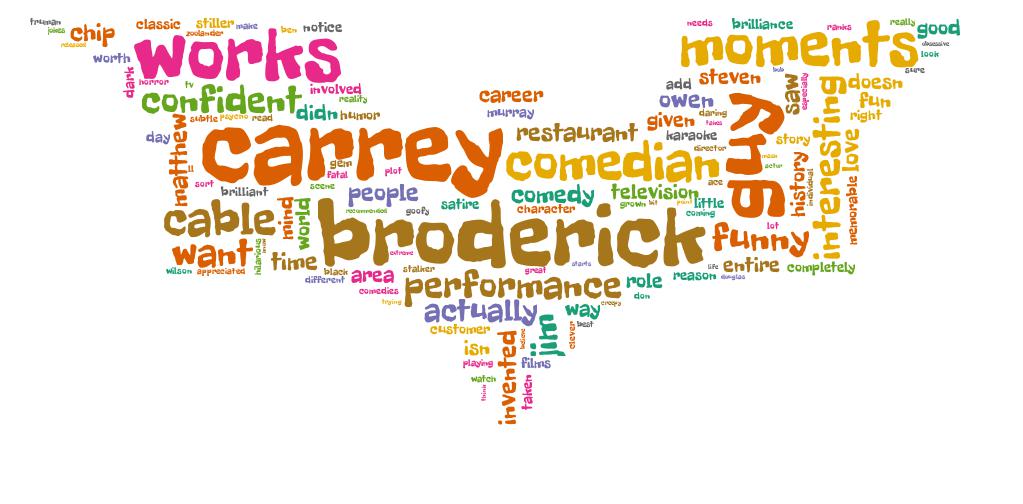 truman
jokes
released
chip
classic
zoolander
stiller
make
ben
notice
worth
works
dark
horror
tv
involved
reality
confident
didn
humor
subtle
psycho
read
day
matthew
ll
sort
brilliant
career
murray
carrey
gem
fatal
plot
scene
restaurant
comedian
needs
brilliance
ranks
really
good
obsessive
look
sure
moments
steven
add
owen
daring
takes
given
karaoke
director
ace
guy
saw
especially
doesn
fun
right
interesting
love
memorable
story
mask
actor
history
individual
lot
people
recommended
goofy
satire
comedy
character
television
grown
bit
point
little
coming
cable
mind
world
want
hilarious
wilson
appreciated
time
broderick
extreme
funny
different
black
area
stalker
comedies
trying
great
starts
performance
role
don
reason
life
douglas
entire
completely
creepy
actually
way
customer
isn
playing
watch
think
invented
believe
taken
jim
films
clever
best